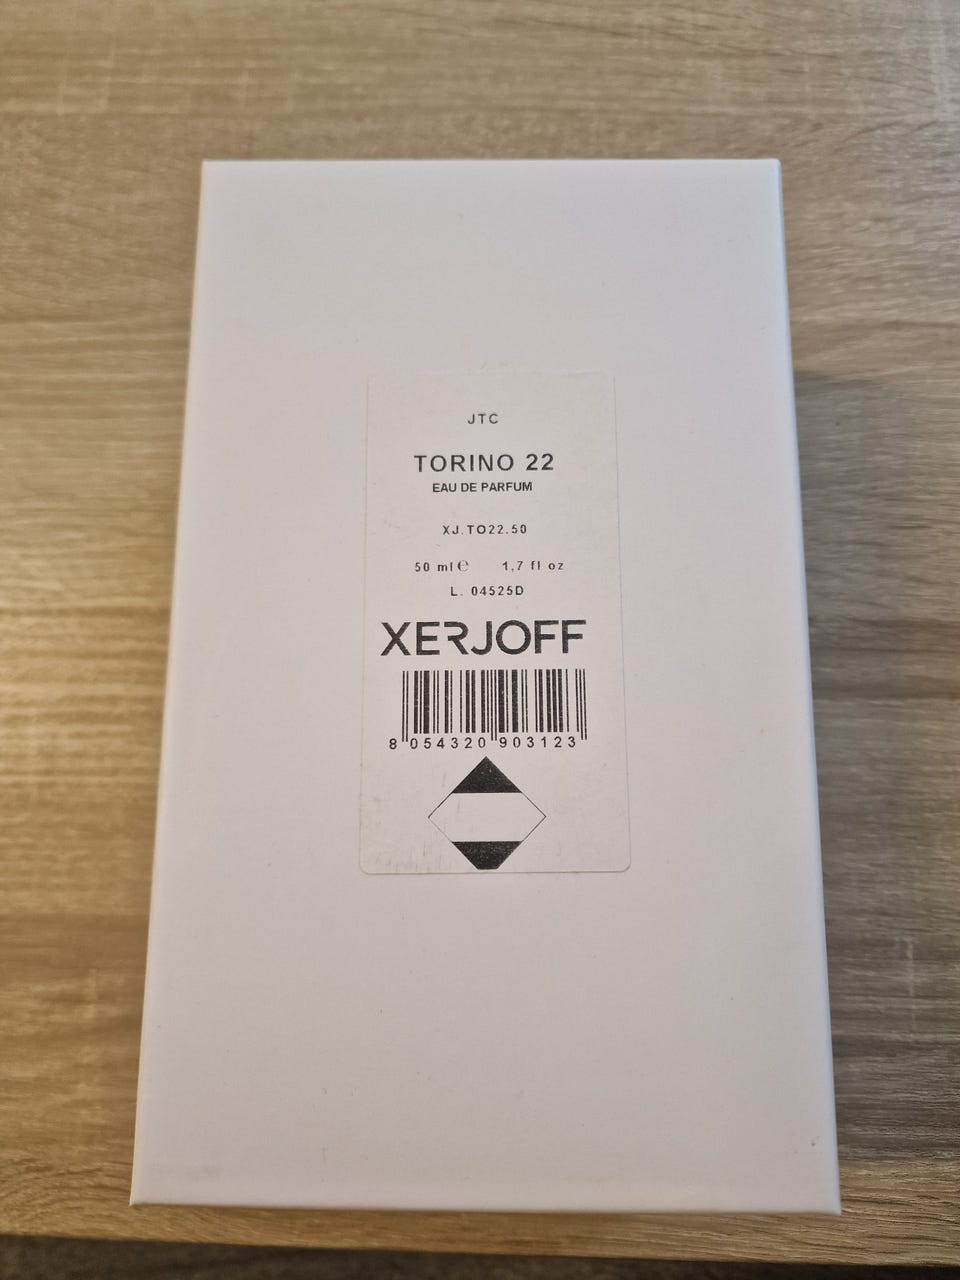 JTC
TORINO 22
EAU DE PARFUM
XJ.TO22.50
50 ml ℮ 1,7 fl oz
L. 04525D
XERJOFF
8 054320 903123